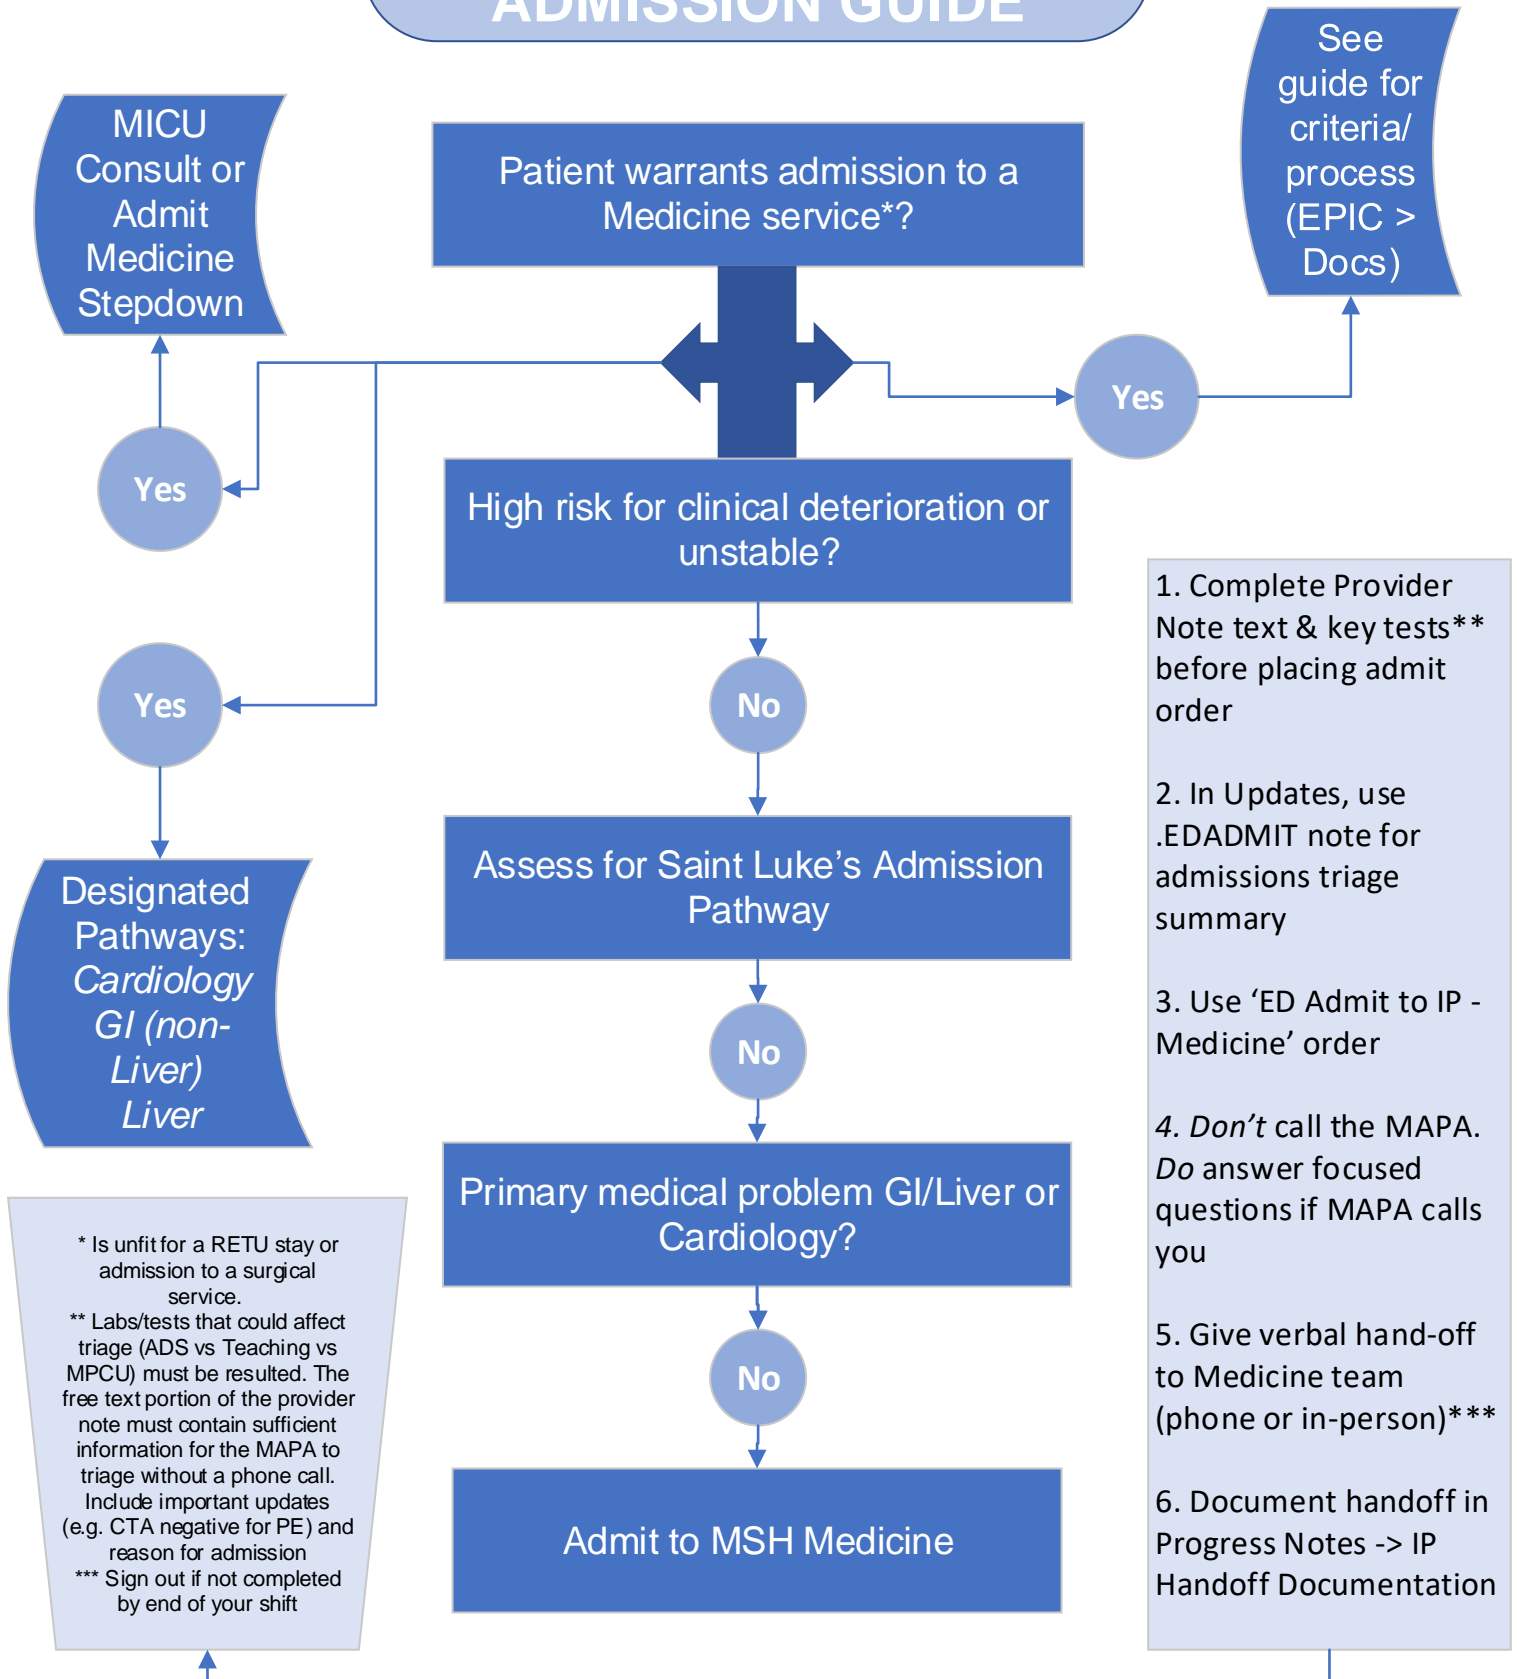 ADMISSION GUIDE
See
guide for
criteria/
process
(EPIC >
Docs)
MICU
Consult or
Admit
Medicine
Stepdown
Patient warrants admission to a
Medicine service*?
Yes
Yes
High risk for clinical deterioration or
unstable?
Yes
No
Assess for Saint Luke's Admission
Pathway
Designated
Pathways:
Cardiology
GI (non-
Liver)
Liver
No
Primary medical problem GI/Liver or
Cardiology?
No
Admit to MSH Medicine
1. Complete Provider
Note text & key tests**
before placing admit
order
2. In Updates, use
.EDADMIT note for
admissions triage
summary
3. Use ‘ED Admit to IP -
Medicine’ order
4. Don’t call the MAPA.
Do answer focused
questions if MAPA calls
you
5. Give verbal hand-off
to Medicine team
(phone or in-person)***
6. Document handoff in
Progress Notes -> IP
Handoff Documentation
* Is unfit for a RETU stay or
admission to a surgical
service.
** Labs/tests that could affect
triage (ADS vs Teaching vs
MPCU) must be resulted. The
free text portion of the provider
note must contain sufficient
information for the MAPA to
triage without a phone call.
Include important updates
(e.g. CTA negative for PE) and
reason for admission
*** Sign out if not completed
by end of your shift